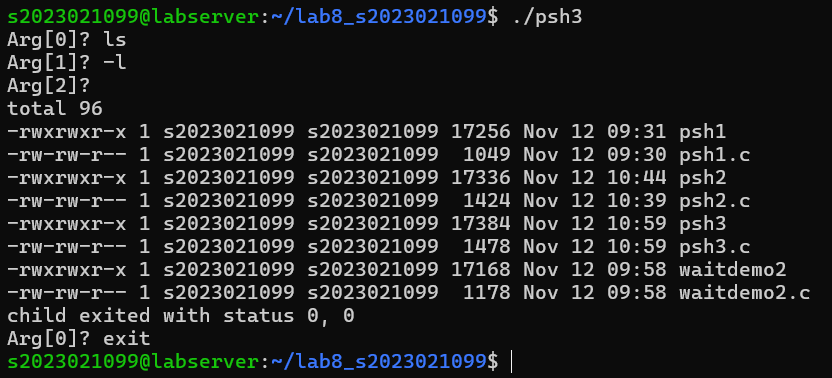 s2023021099@labserver:~/lab8_s2023021099$ ./psh3
Arg[0]? ls
Arg[1]? -l
Arg[2]?
total 96
-rwxrwxr-x 1 s2023021099 s2023021099 17256 Nov 12 09:31 psh1
-rw-rw-r-- 1 s2023021099 s2023021099  1049 Nov 12 09:30 psh1.c
-rwxrwxr-x 1 s2023021099 s2023021099 17336 Nov 12 10:44 psh2
-rw-rw-r-- 1 s2023021099 s2023021099  1424 Nov 12 10:39 psh2.c
-rwxrwxr-x 1 s2023021099 s2023021099 17384 Nov 12 10:59 psh3
-rw-rw-r-- 1 s2023021099 s2023021099  1478 Nov 12 10:59 psh3.c
-rwxrwxr-x 1 s2023021099 s2023021099 17168 Nov 12 09:58 waitdemo2
-rw-rw-r-- 1 s2023021099 s2023021099  1178 Nov 12 09:58 waitdemo2.c
child exited with status 0, 0
Arg[0]? exit
s2023021099@labserver:~/lab8_s2023021099$